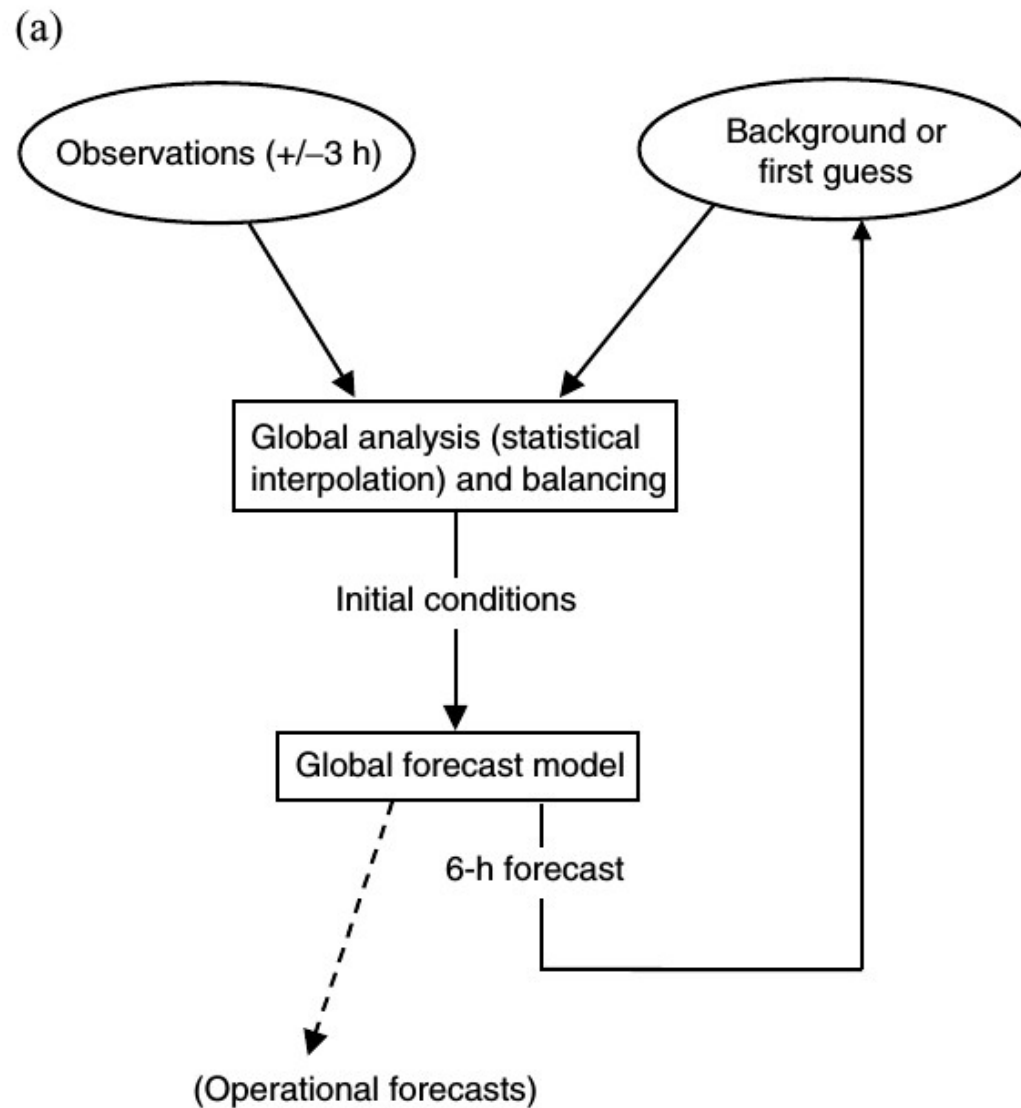 (a)
Observations (+/–3 h)
Background or
first guess
Global analysis (statistical
interpolation) and balancing
Initial conditions
Global forecast model
6-h forecast
(Operational forecasts)